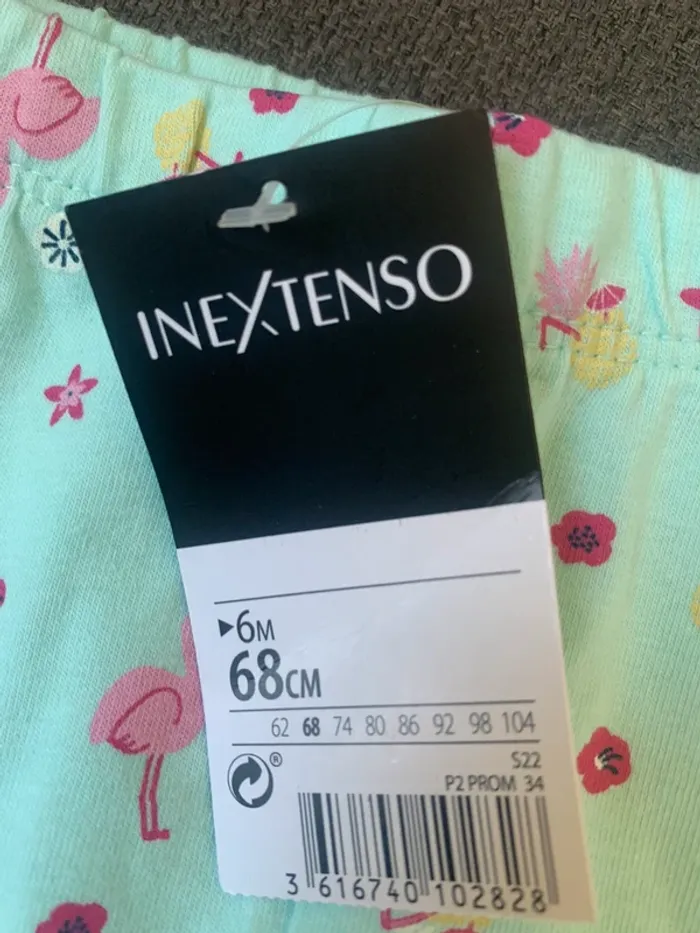 INEXTENSO
▶6M
68CM
62 68 74 80 86 92 98 104
®
S22
P2 PROM 34
3 616740 102828